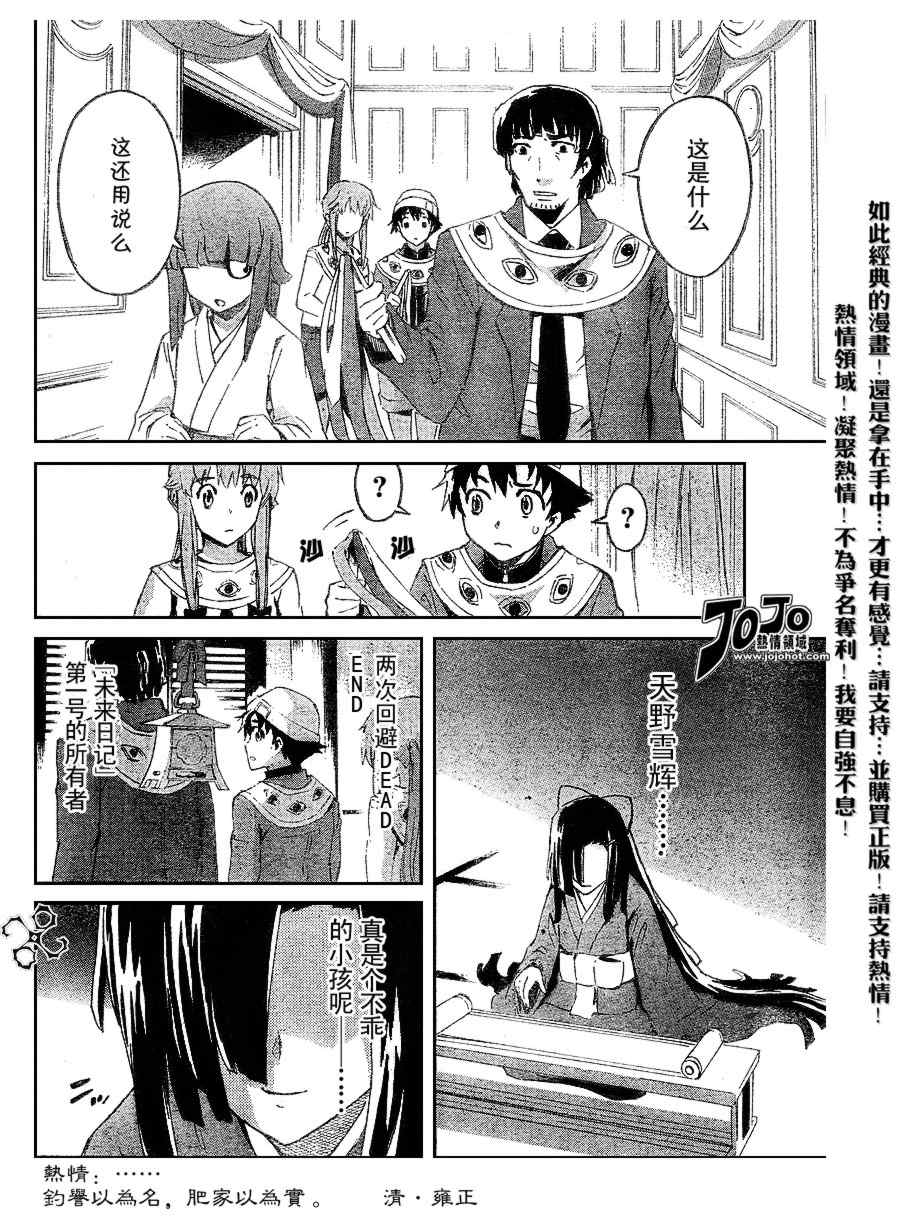 如此經典的漫畫！還是拿在手中…才更有感覺…請支持…並購買正版！請支持熱情！
熱情領域！凝聚熱情！不為爭名奪利！我要自強不息！
这是什么
这还用说么
？
？
沙
沙
JOJO
熱情領域
www.jojohot.com
天野雪辉………
两次回避DEAD
END
『未来日记』
第一号的所有者
真是个不乖
的小孩呢———……
熱情：……
釣譽以為名，肥家以為實。 清·雍正